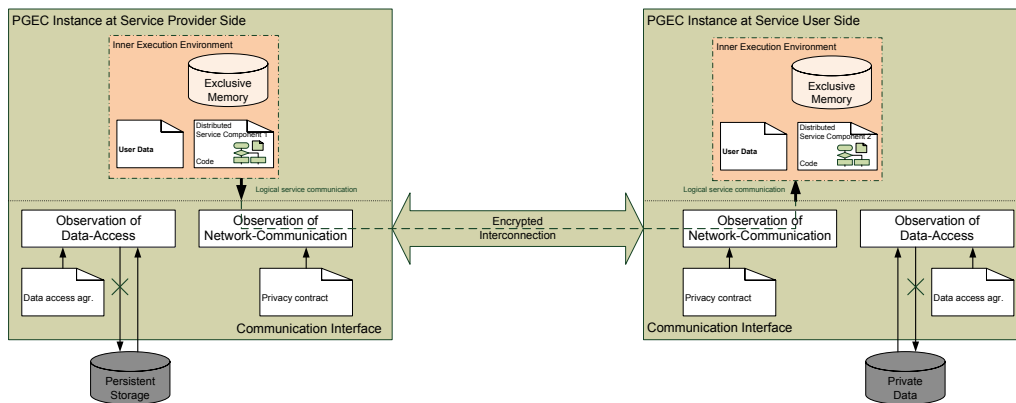 PGEC Instance at Service Provider Side
Inner Execution Environment
Exclusive
Memory
User Data
Distributed
Service Component 1
Code
Logical service communication
Observation of
Data-Access
Observation of
Network-Communication
Data access agr.
Privacy contract
Communication Interface
Persistent
Storage
Encrypted
Interconnection
PGEC Instance at Service User Side
Inner Execution Environment
Exclusive
Memory
User Data
Distributed
Service Component 2
Code
Logical service communication
Observation of
Network-Communication
Observation of
Data-Access
Privacy contract
Data access agr.
Communication Interface
Private
Data